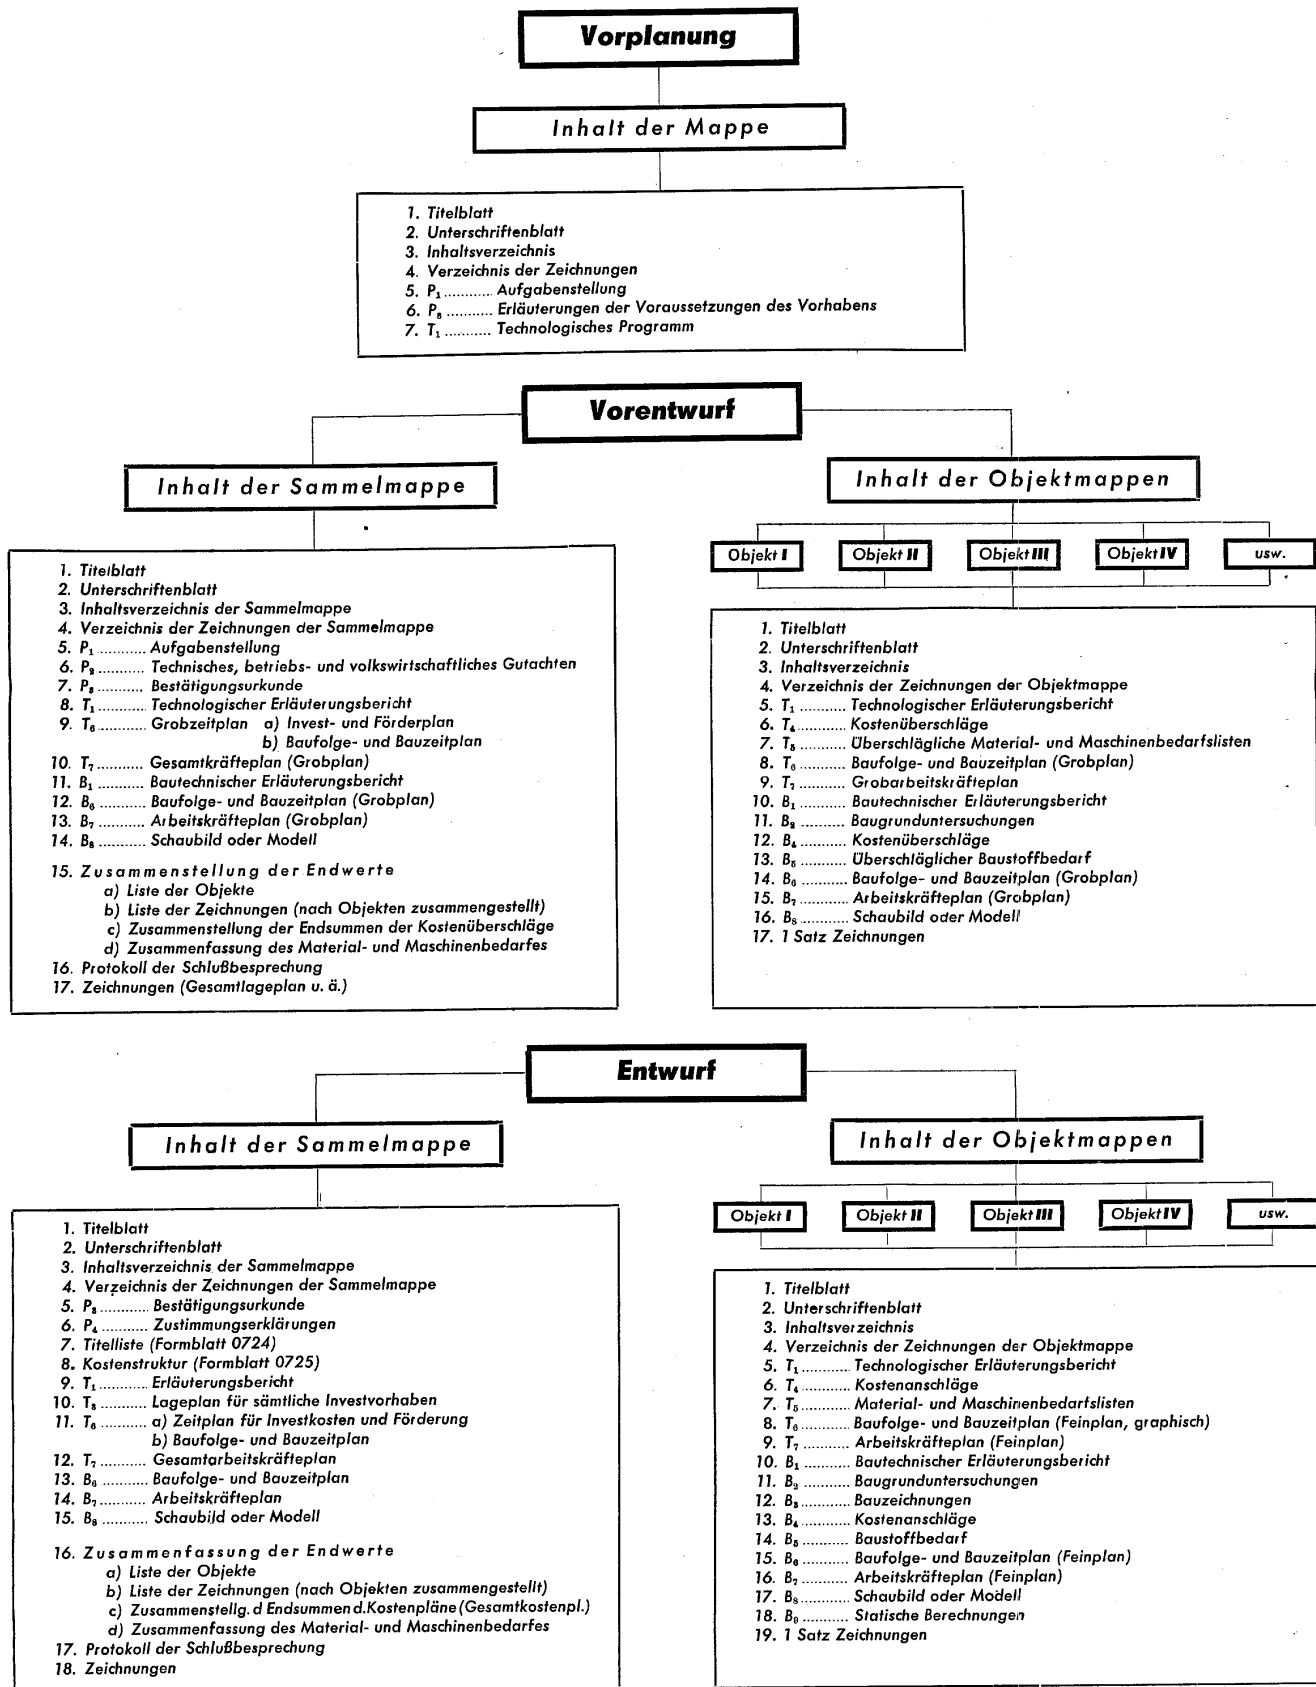 Vorplanung
Inhalt der Mappe
1. Titelblatt
2. Unterschriftenblatt
3. Inhaltsverzeichnis
4. Verzeichnis der Zeichnungen
5. P₁ ............ Aufgabenstellung
6. P₈ ........... Erläuterungen der Voraussetzungen des Vorhabens
7. T₁ ........... Technologisches Programm
Vorentwurf
Inhalt der Sammelmappe
1. Titelblatt
2. Unterschriftenblatt
3. Inhaltsverzeichnis der Sammelmappe
4. Verzeichnis der Zeichnungen der Sammelmappe
5. P₁ ........... Aufgabenstellung
6. P₂ ........... Technisches, betriebs- und volkswirtschaftliches Gutachten
7. P₃ ........... Bestätigungsurkunde
8. T₁ ........... Technologischer Erläuterungsbericht
9. T₆ ........... Grobzeitplan a) Invest- und Förderplan
b) Baufolge- und Bauzeitplan
10. T₇ ........... Gesamtkräfteplan (Grobplan)
11. B₁ ........... Bautechnischer Erläuterungsbericht
12. B₆ ........... Baufolge- und Bauzeitplan (Grobplan)
13. B₇ ........... Arbeitskräfteplan (Grobplan)
14. B₈ ........... Schaubild oder Modell
15. Zusammenstellung der Endwerte
a) Liste der Objekte
b) Liste der Zeichnungen (nach Objekten zusammengestellt)
c) Zusammenstellung der Endsummen der Kostenüberschläge
d) Zusammenfassung des Material- und Maschinenbedarfes
16. Protokoll der Schlußbesprechung
17. Zeichnungen (Gesamtlageplan u. ä.)
Inhalt der Objektmappen
Objekt I Objekt II Objekt III Objekt IV usw.
1. Titelblatt
2. Unterschriftenblatt
3. Inhaltsverzeichnis
4. Verzeichnis der Zeichnungen der Objektmappe
5. T₁ ........... Technologischer Erläuterungsbericht
6. T₄ ........... Kostenüberschläge
7. T₅ ........... Überschlägliche Material- und Maschinenbedarfslisten
8. T₆ ........... Baufolge- und Bauzeitplan (Grobplan)
9. T₇ ........... Grobarbeitskräfteplan
10. B₁ ........... Bautechnischer Erläuterungsbericht
11. B₂ ........... Baugrunduntersuchungen
12. B₄ ........... Kostenüberschläge
13. B₅ ........... Überschläglicher Baustoffbedarf
14. B₆ ........... Baufolge- und Bauzeitplan (Grobplan)
15. B₇ ........... Arbeitskräfteplan (Grobplan)
16. B₈ ........... Schaubild oder Modell
17. 1 Satz Zeichnungen
Entwurf
Inhalt der Sammelmappe
1. Titelblatt
2. Unterschriftenblatt
3. Inhaltsverzeichnis der Sammelmappe
4. Verzeichnis der Zeichnungen der Sammelmappe
5. P₃ ........... Bestätigungsurkunde
6. P₄ ........... Zustimmungserklärungen
7. Titelliste (Formblatt 0724)
8. Kostenstruktur (Formblatt 0725)
9. T₁ ........... Erläuterungsbericht
10. T₃ ........... Lageplan für sämtliche Investvorhaben
11. T₆ ........... a) Zeitplan für Investkosten und Förderung
b) Baufolge- und Bauzeitplan
12. T₇ ........... Gesamtarbeitskräfteplan
13. B₆ ........... Baufolge- und Bauzeitplan
14. B₇ ........... Arbeitskräfteplan
15. B₈ ........... Schaubild oder Modell
16. Zusammenfassung der Endwerte
a) Liste der Objekte
b) Liste der Zeichnungen (nach Objekten zusammengestellt)
c) Zusammenstellg. d Endsummen d. Kostenpläne (Gesamtkostenpl.)
d) Zusammenfassung des Material- und Maschinenbedarfes
17. Protokoll der Schlußbesprechung
18. Zeichnungen
Inhalt der Objektmappen
Objekt I Objekt II Objekt III Objekt IV usw.
1. Titelblatt
2. Unterschriftenblatt
3. Inhaltsverzeichnis
4. Verzeichnis der Zeichnungen der Objektmappe
5. T₁ ........... Technologischer Erläuterungsbericht
6. T₄ ........... Kostenanschläge
7. T₅ ........... Material- und Maschinenbedarfslisten
8. T₆ ........... Baufolge- und Bauzeitplan (Feinplan, graphisch)
9. T₇ ........... Arbeitskräfteplan (Feinplan)
10. B₁ ........... Bautechnischer Erläuterungsbericht
11. B₂ ........... Baugrunduntersuchungen
12. B₃ ........... Bauzeichnungen
13. B₄ ........... Kostenanschläge
14. B₅ ........... Baustoffbedarf
15. B₆ ........... Baufolge- und Bauzeitplan (Feinplan)
16. B₇ ........... Arbeitskräfteplan (Feinplan)
17. B₈ ........... Schaubild oder Modell
18. B₉ ........... Statische Berechnungen
19. 1 Satz Zeichnungen